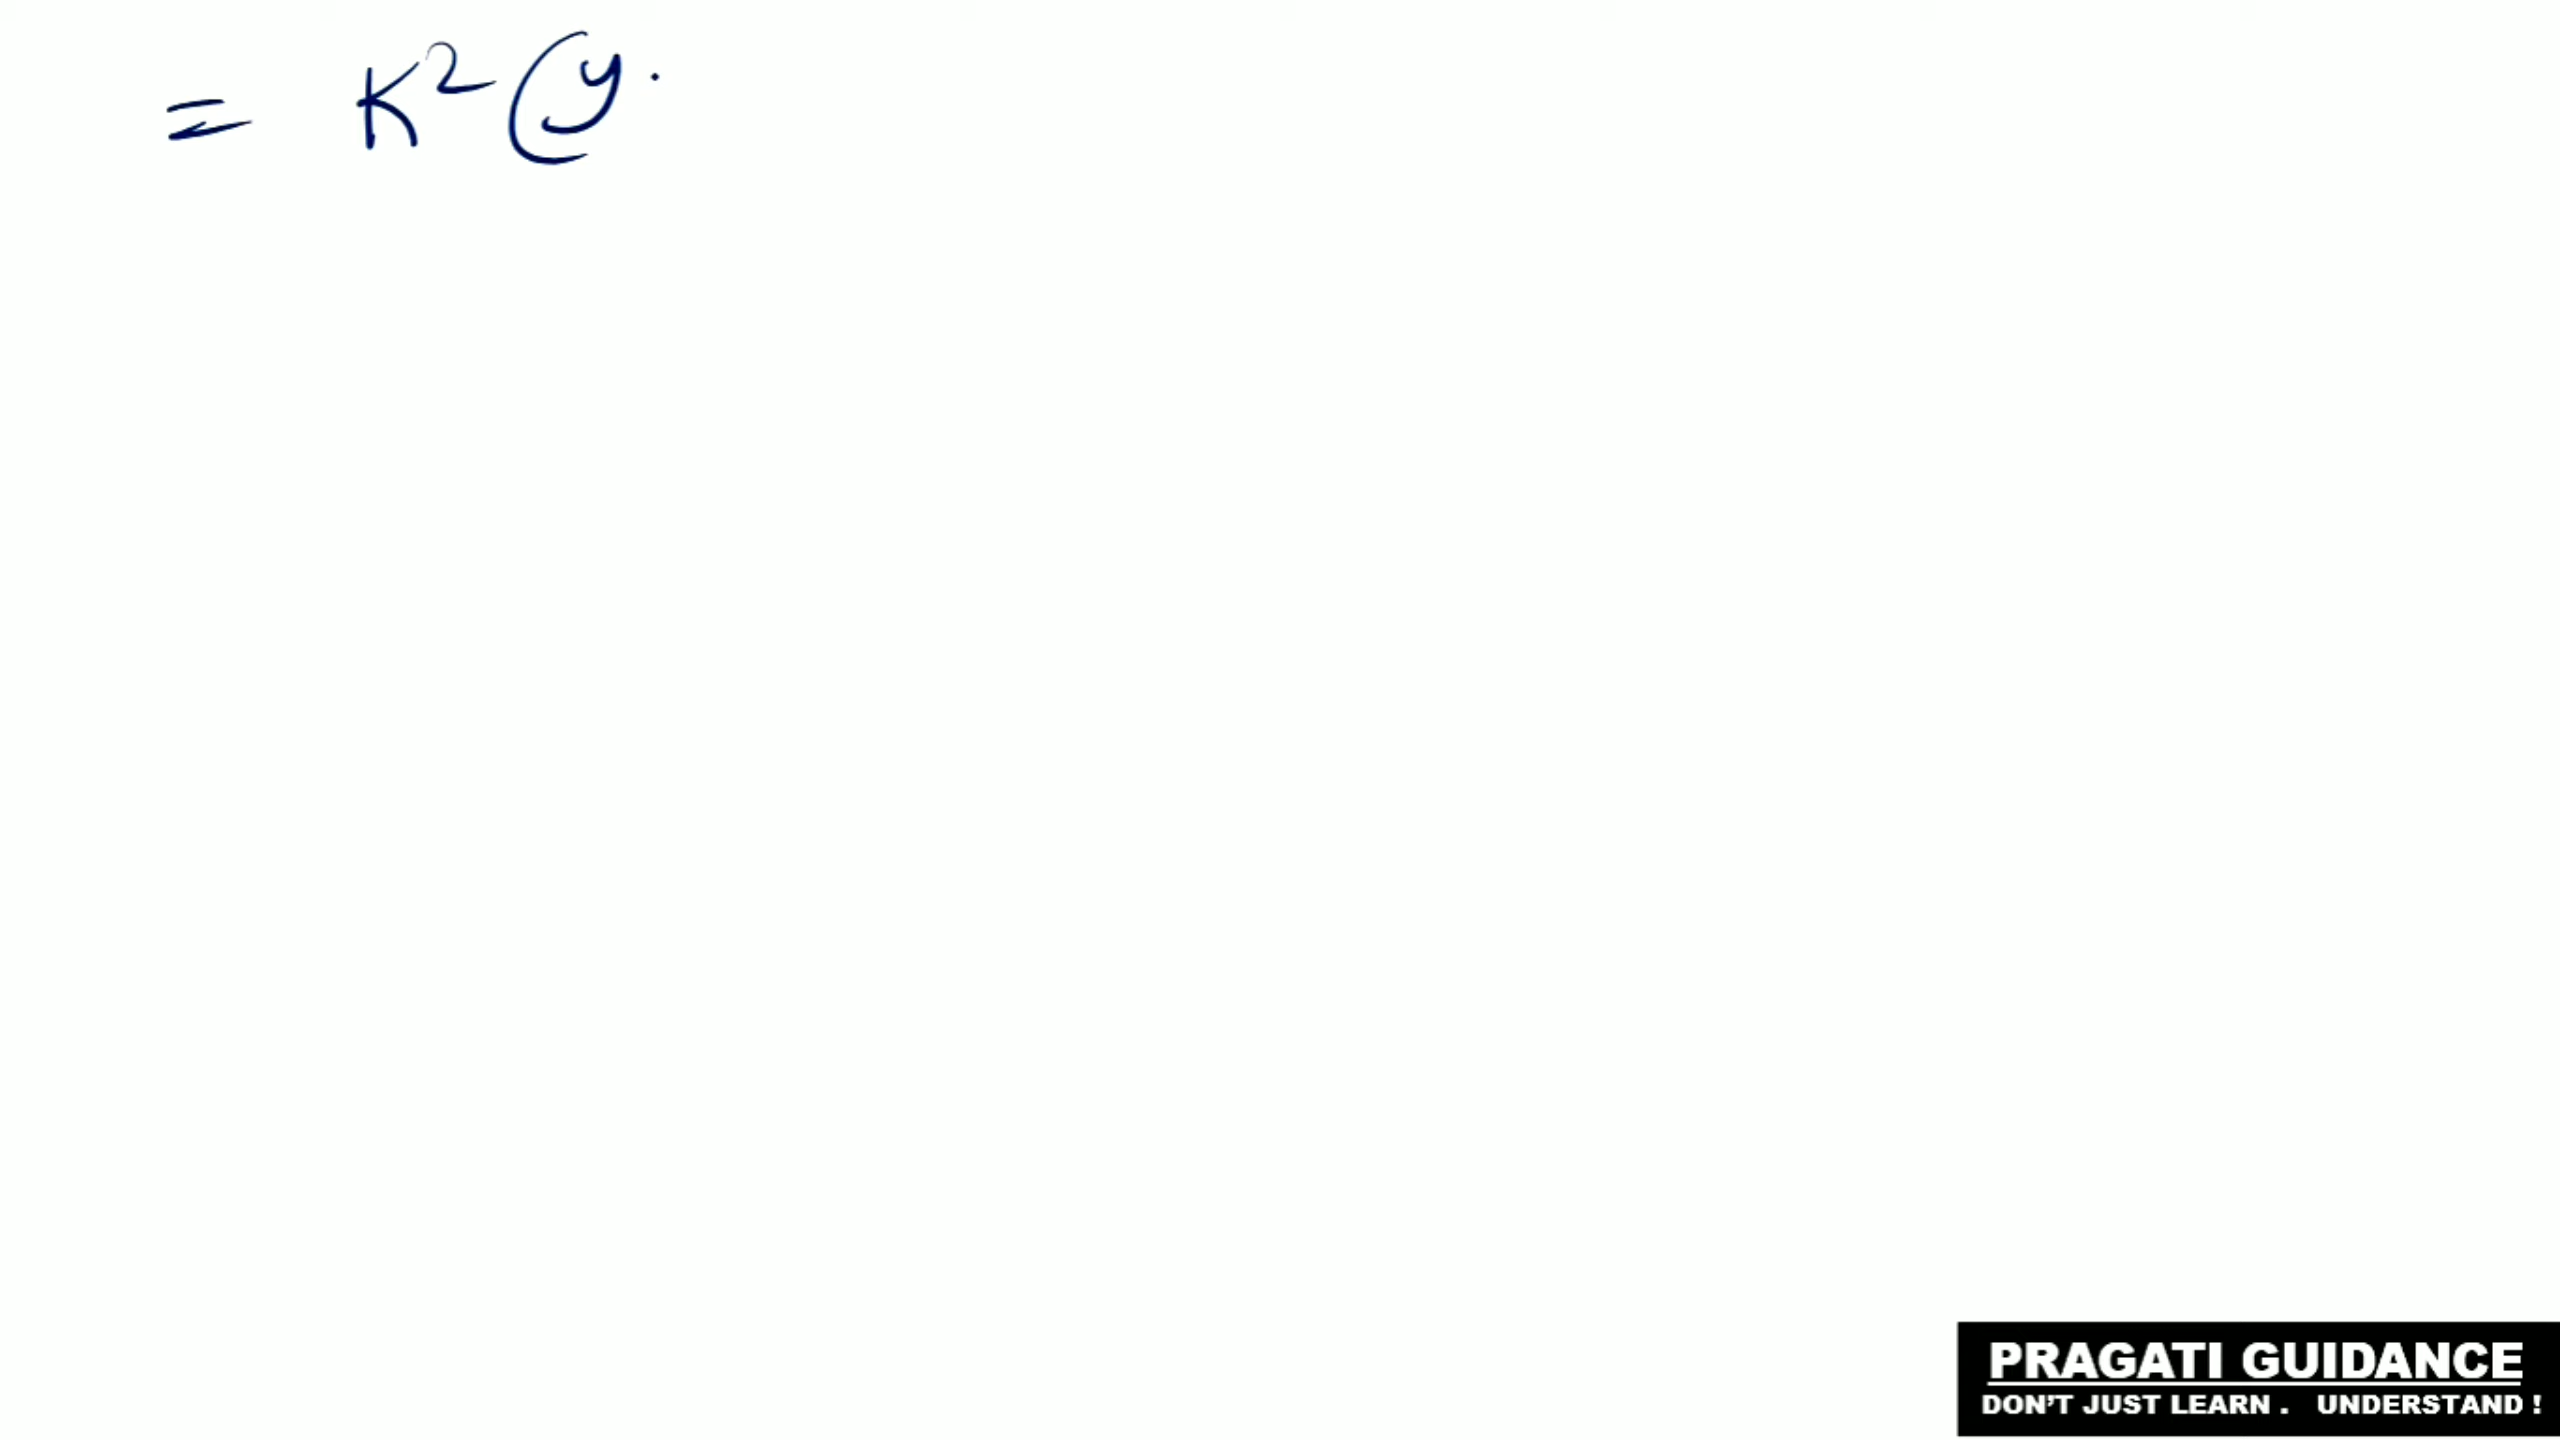 = K² (y.
PRAGATI GUIDANCE
DON'T JUST LEARN . UNDERSTAND !